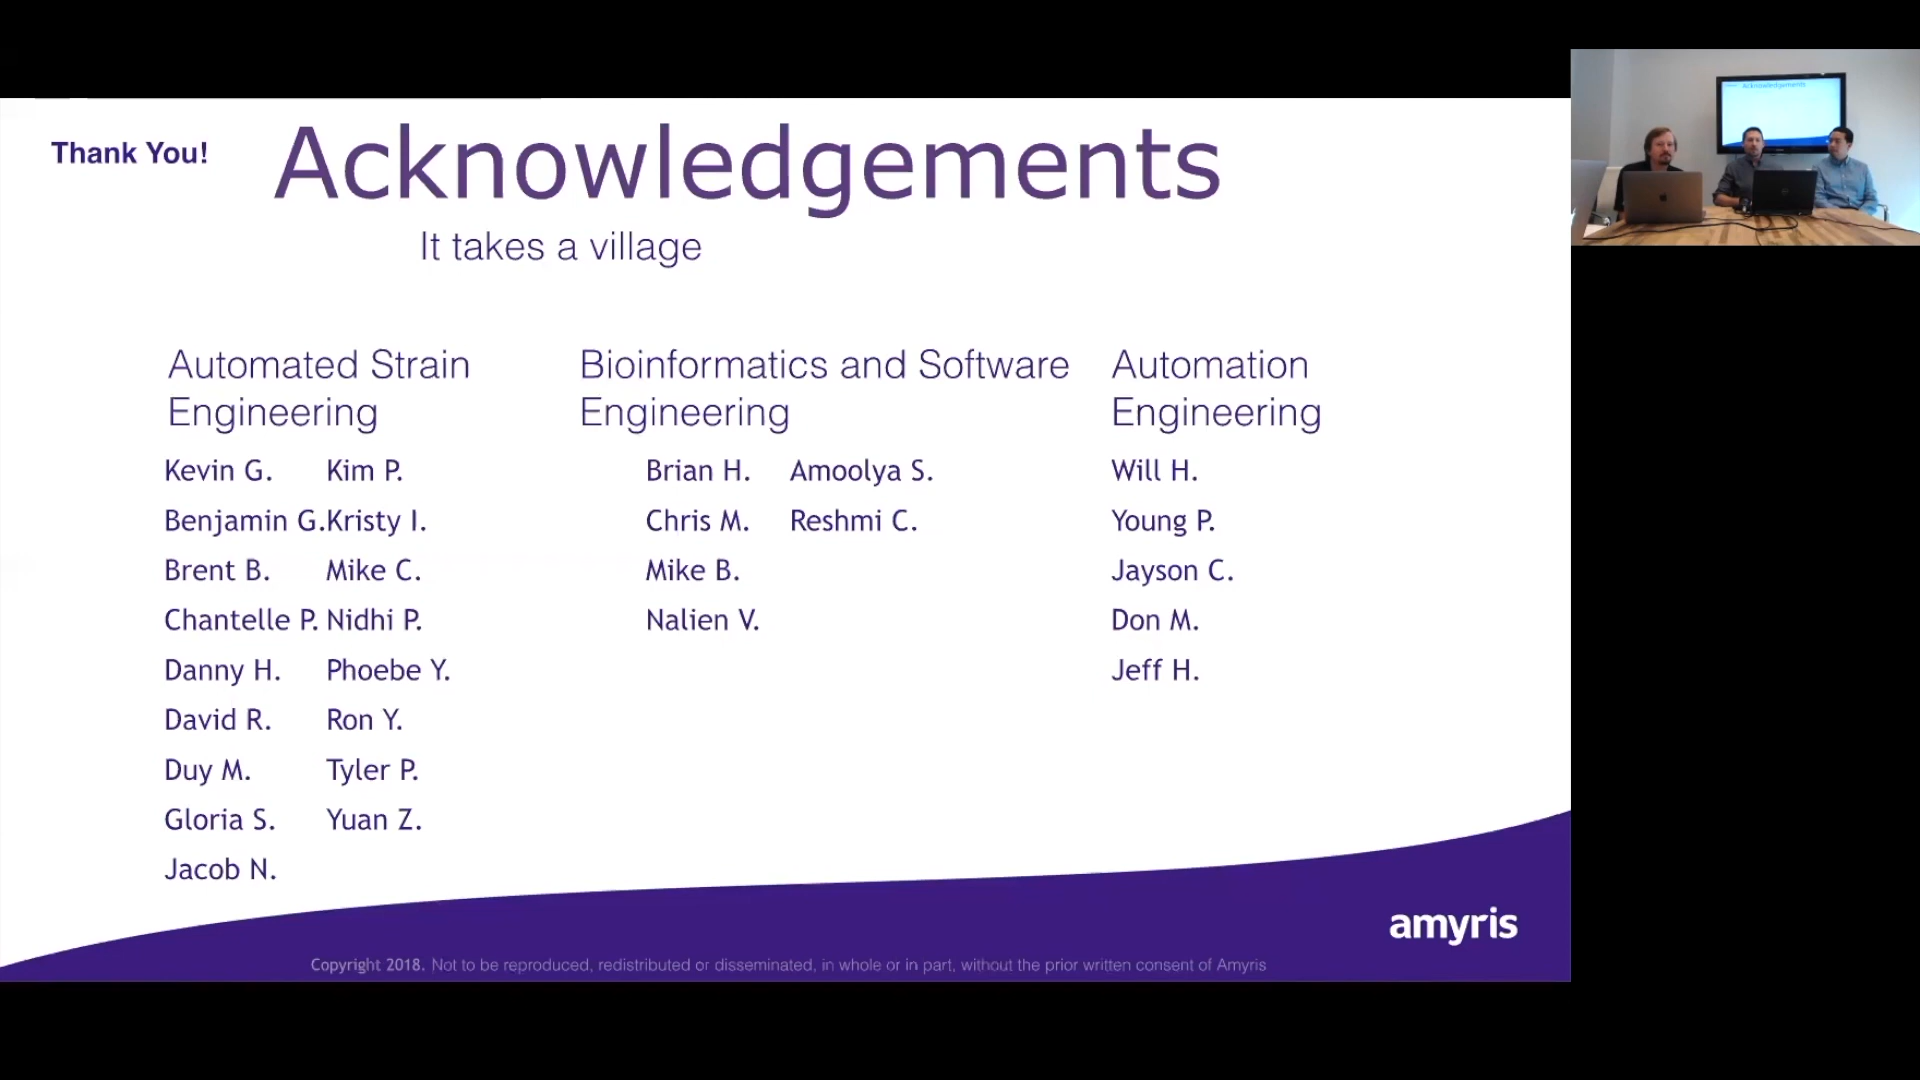 Thank You!
Acknowledgements
It takes a village
Automated Strain
Engineering
Kevin G. Kim P.
Benjamin G. Kristy I.
Brent B. Mike C.
Chantelle P. Nidhi P.
Danny H. Phoebe Y.
David R. Ron Y.
Duy M. Tyler P.
Gloria S. Yuan Z.
Jacob N.
Bioinformatics and Software
Engineering
Brian H. Amoolya S.
Chris M. Reshmi C.
Mike B.
Nalien V.
Automation
Engineering
Will H.
Young P.
Jayson C.
Don M.
Jeff H.
amyris
Copyright 2018. Not to be reproduced, redistributed or disseminated, in whole or in part, without the prior written consent of Amyris
Acknowledgements